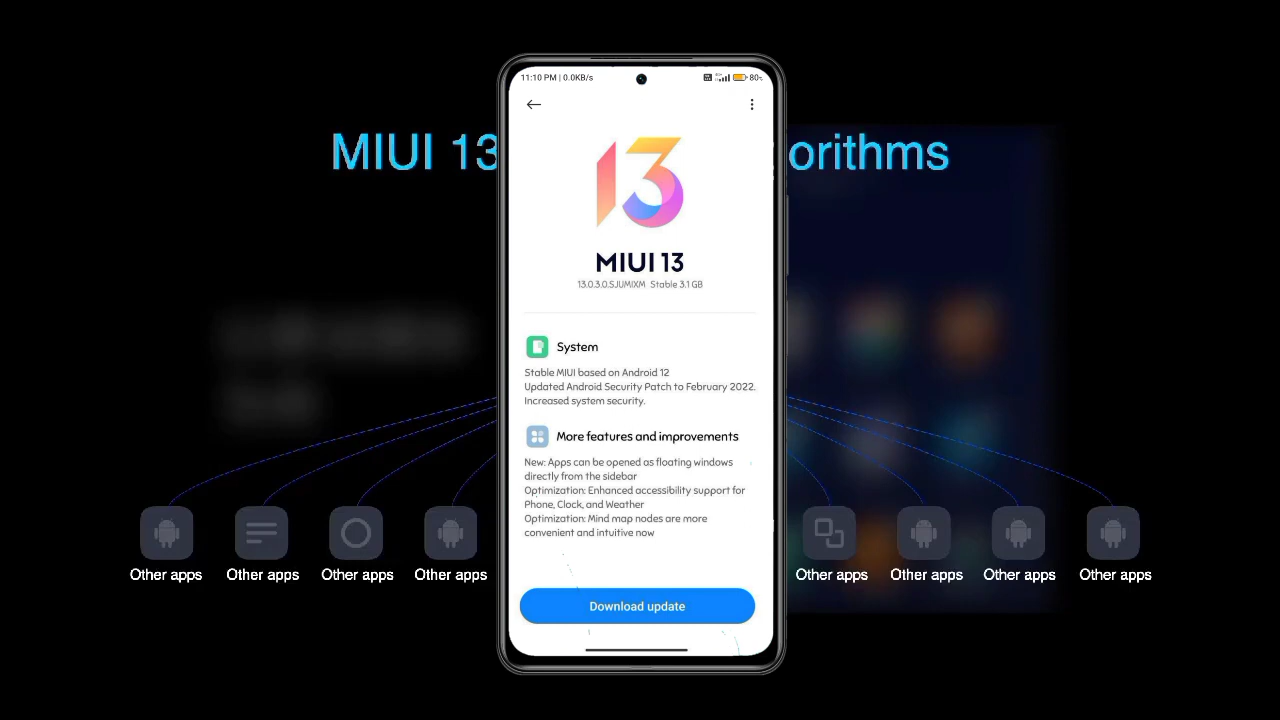 11:10 PM | 0.0KB/s
80
MIUI 13
orithms
13
MIUI 13
13.0.3.0.SJUMIXM Stable 3.1 GB
System
Stable MIUI based on Android 12
Updated Android Security Patch to February 2022.
Increased system security.
More features and improvements
New: Apps can be opened as floating windows
directly from the sidebar
Optimization: Enhanced accessibility support for
Phone, Clock, and Weather
Optimization: Mind map nodes are more
convenient and intuitive now
Other apps
Other apps
Other apps
Other apps
Other apps
Other apps
Other apps
Other apps
Download update